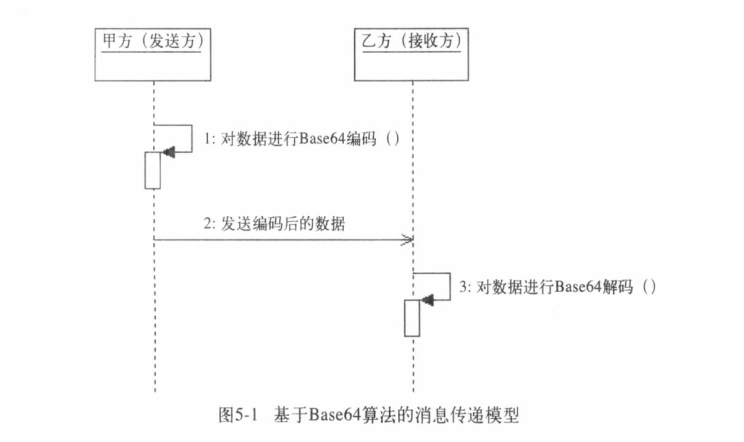 甲方（发送方）
乙方（接收方）
1: 对数据进行Base64编码（）
2: 发送编码后的数据
3: 对数据进行Base64解码（）
图5-1 基于Base64算法的消息传递模型